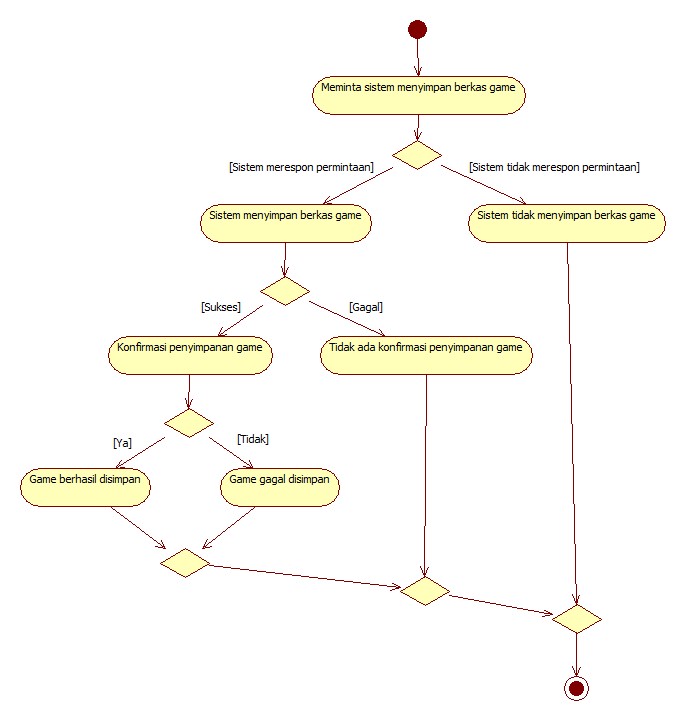 Meminta sistem menyimpan berkas game
[Sistem merespon permintaan]
[Sistem tidak merespon permintaan]
Sistem menyimpan berkas game
Sistem tidak menyimpan berkas game
[Sukses]
[Gagal]
Konfirmasi penyimpanan game
Tidak ada konfirmasi penyimpanan game
[Ya]
[Tidak]
Game berhasil disimpan
Game gagal disimpan